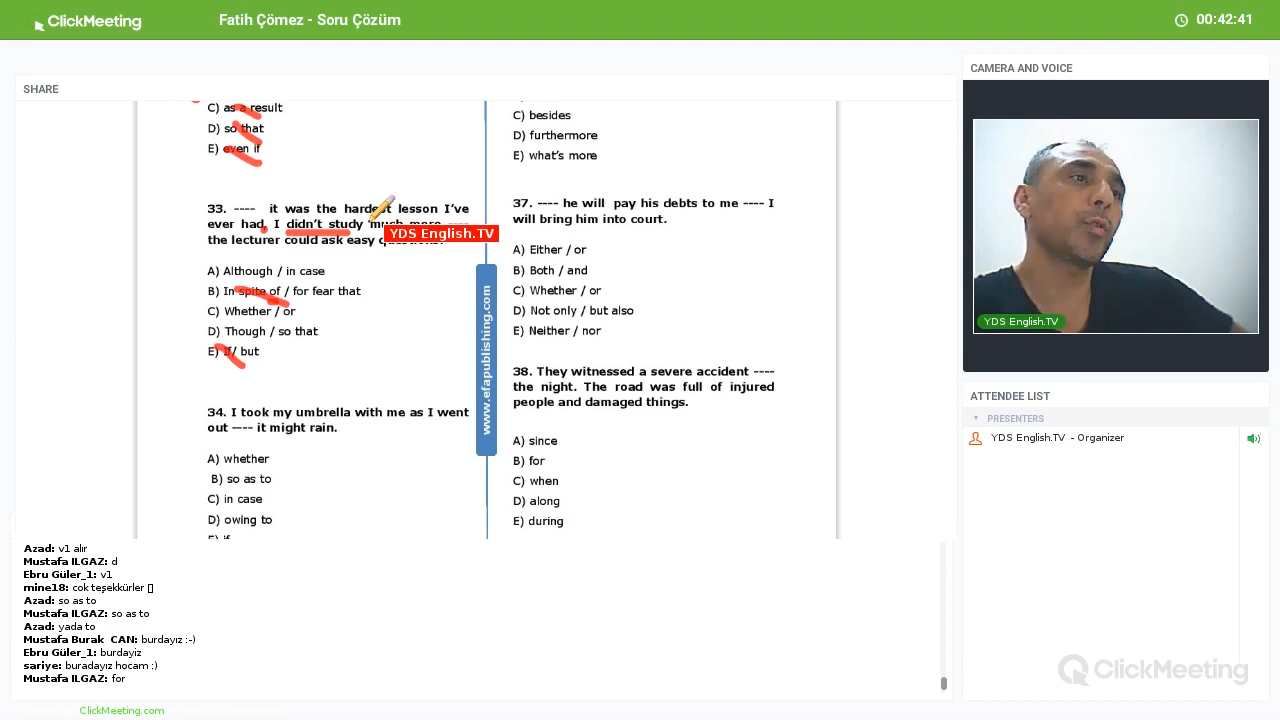 ClickMeeting
Fatih Çömez - Soru Çözüm
00:42:41
SHARE
C) as a result
D) so that
E) even if
33. ---- it was the hardest lesson I’ve
ever had, I didn’t study much more ----
the lecturer could ask easy questions.
YDS English.TV
A) Although / in case
B) In spite of / for fear that
C) Whether / or
D) Though / so that
E) If/ but
34. I took my umbrella with me as I went
out ---- it might rain.
A) whether
B) so as to
C) in case
D) owing to
E) if
www.efapublishing.com
C) besides
D) furthermore
E) what’s more
37. ---- he will pay his debts to me ---- I
will bring him into court.
A) Either / or
B) Both / and
C) Whether / or
D) Not only / but also
E) Neither / nor
38. They witnessed a severe accident ----
the night. The road was full of injured
people and damaged things.
A) since
B) for
C) when
D) along
E) during
CAMERA AND VOICE
YDS English.TV
ATTENDEE LIST
PRESENTERS
YDS English.TV - Organizer
Azad: v1 alır
Mustafa ILGAZ: d
Ebru Güler_1: v1
mine18: cok teşekkürler []
Azad: so as to
Mustafa ILGAZ: so as to
Azad: yada to
Mustafa Burak CAN: burdayız :-)
Ebru Güler_1: burdayiz
sariye: buradayız hocam :)
Mustafa ILGAZ: for
ClickMeeting
ClickMeeting.com